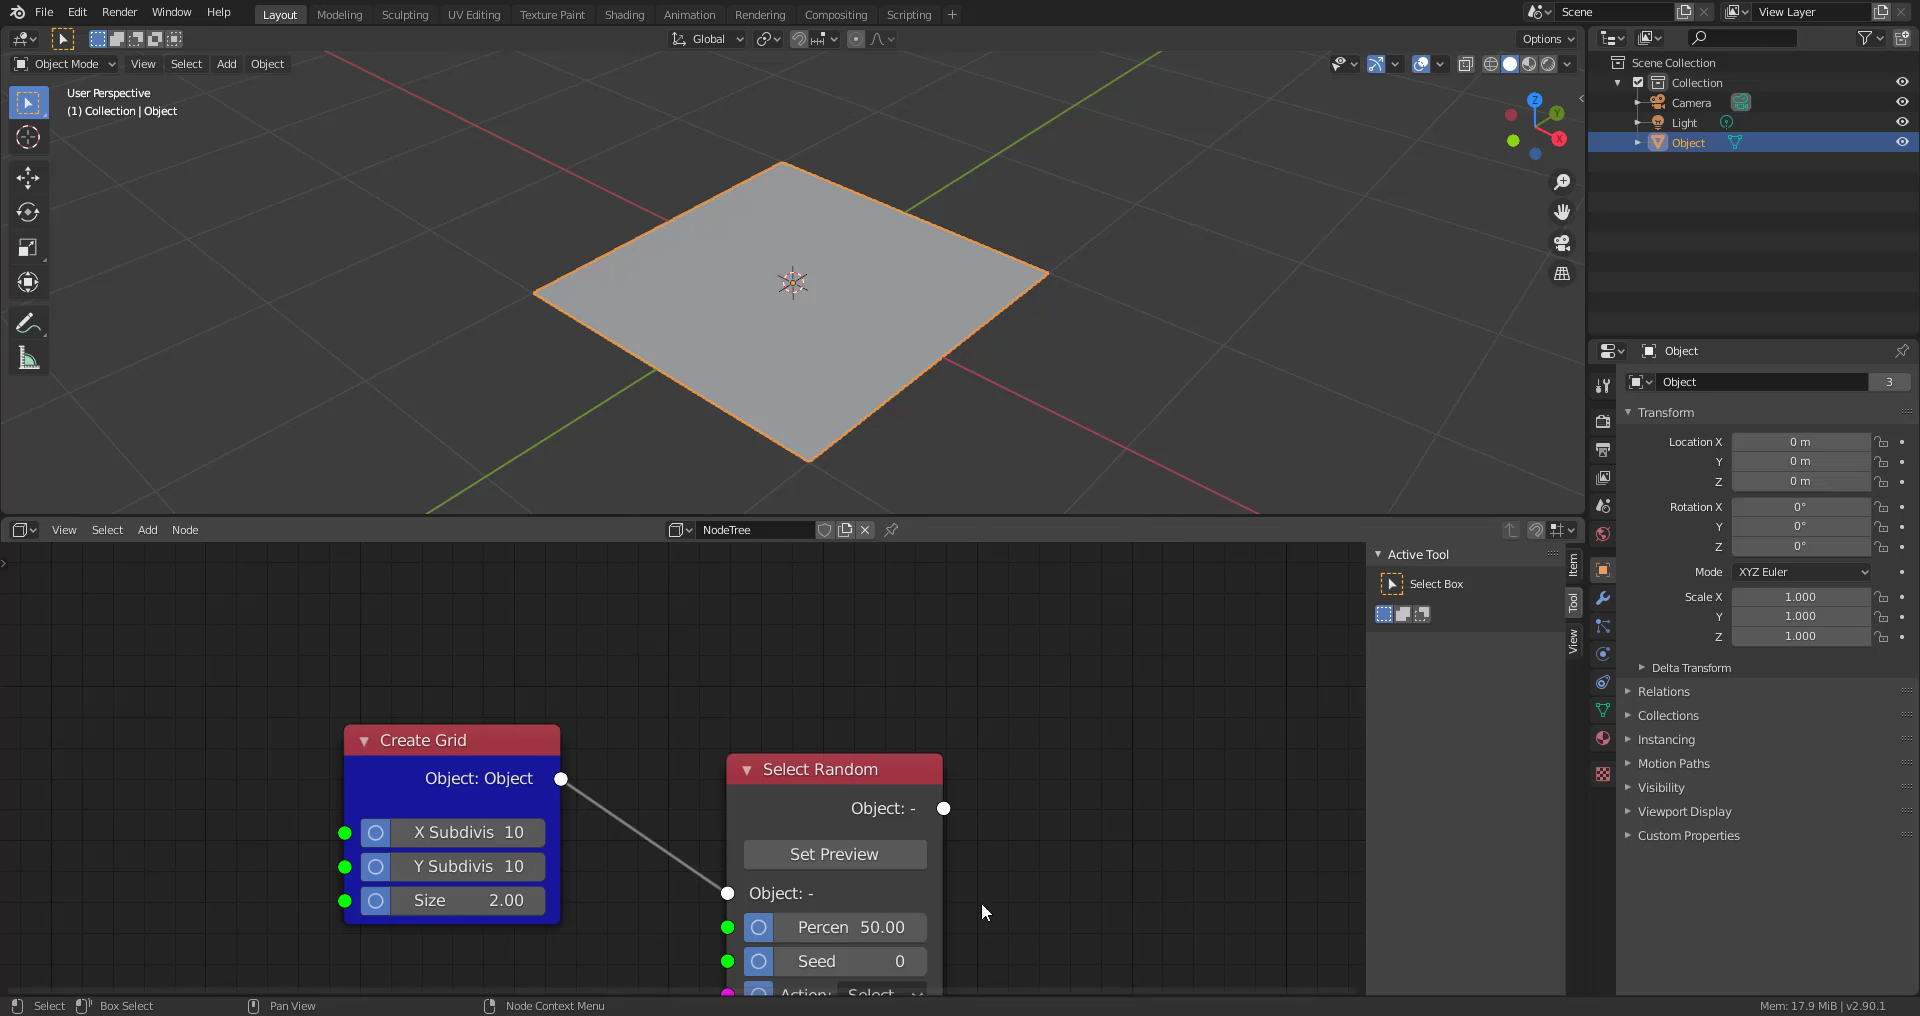 File Edit Render Window Help
Layout Modeling Sculpting UV Editing Texture Paint Shading Animation Rendering Compositing Scripting +
Scene
View Layer
Global
Options
Object Mode View Select Add Object
User Perspective
(1) Collection | Object
Z
Y
X
Scene Collection
Collection
Camera
Light
Object
Object
Object 3
Transform
Location X 0 m
Y 0 m
Z 0 m
Rotation X 0°
Y 0°
Z 0°
Mode XYZ Euler
Scale X 1.000
Y 1.000
Z 1.000
Delta Transform
Relations
Collections
Instancing
Motion Paths
Visibility
Viewport Display
Custom Properties
View Select Add Node
NodeTree
Active Tool
Select Box
Item
Tool
View
Create Grid
Object: Object
X Subdivis 10
Y Subdivis 10
Size 2.00
Select Random
Object: -
Set Preview
Object: -
Percen 50.00
Seed 0
Action: Select
Select Box Select Pan View Node Context Menu
Mem: 17.9 MiB | v2.90.1